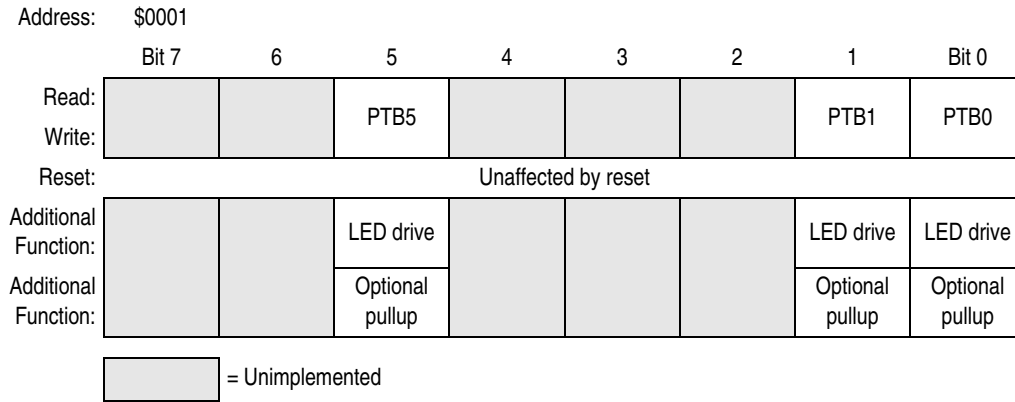 Address: $0001
Bit 7 6 5 4 3 2 1 Bit 0
Read:
Write:
PTB5 PTB1 PTB0
Reset: Unaffected by reset
Additional
Function:
LED drive LED drive LED drive
Additional
Function:
Optional
pullup
Optional
pullup
Optional
pullup
= Unimplemented